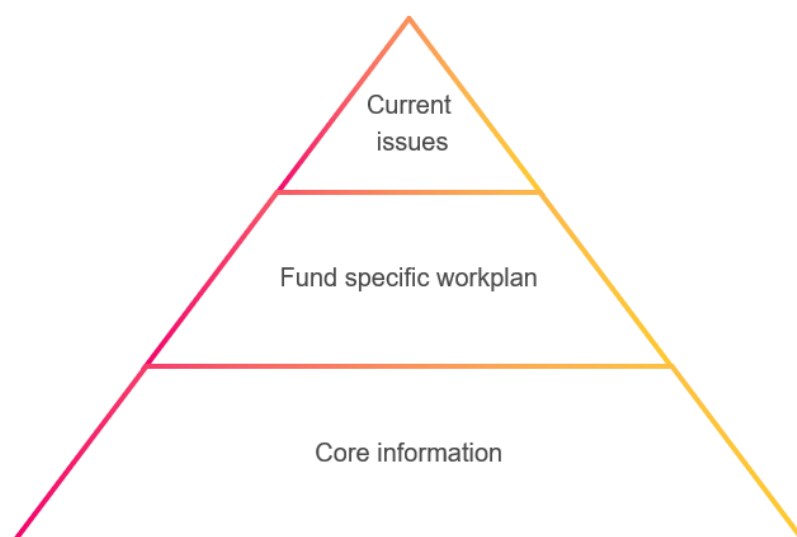 Current
issues
Fund specific workplan
Core information